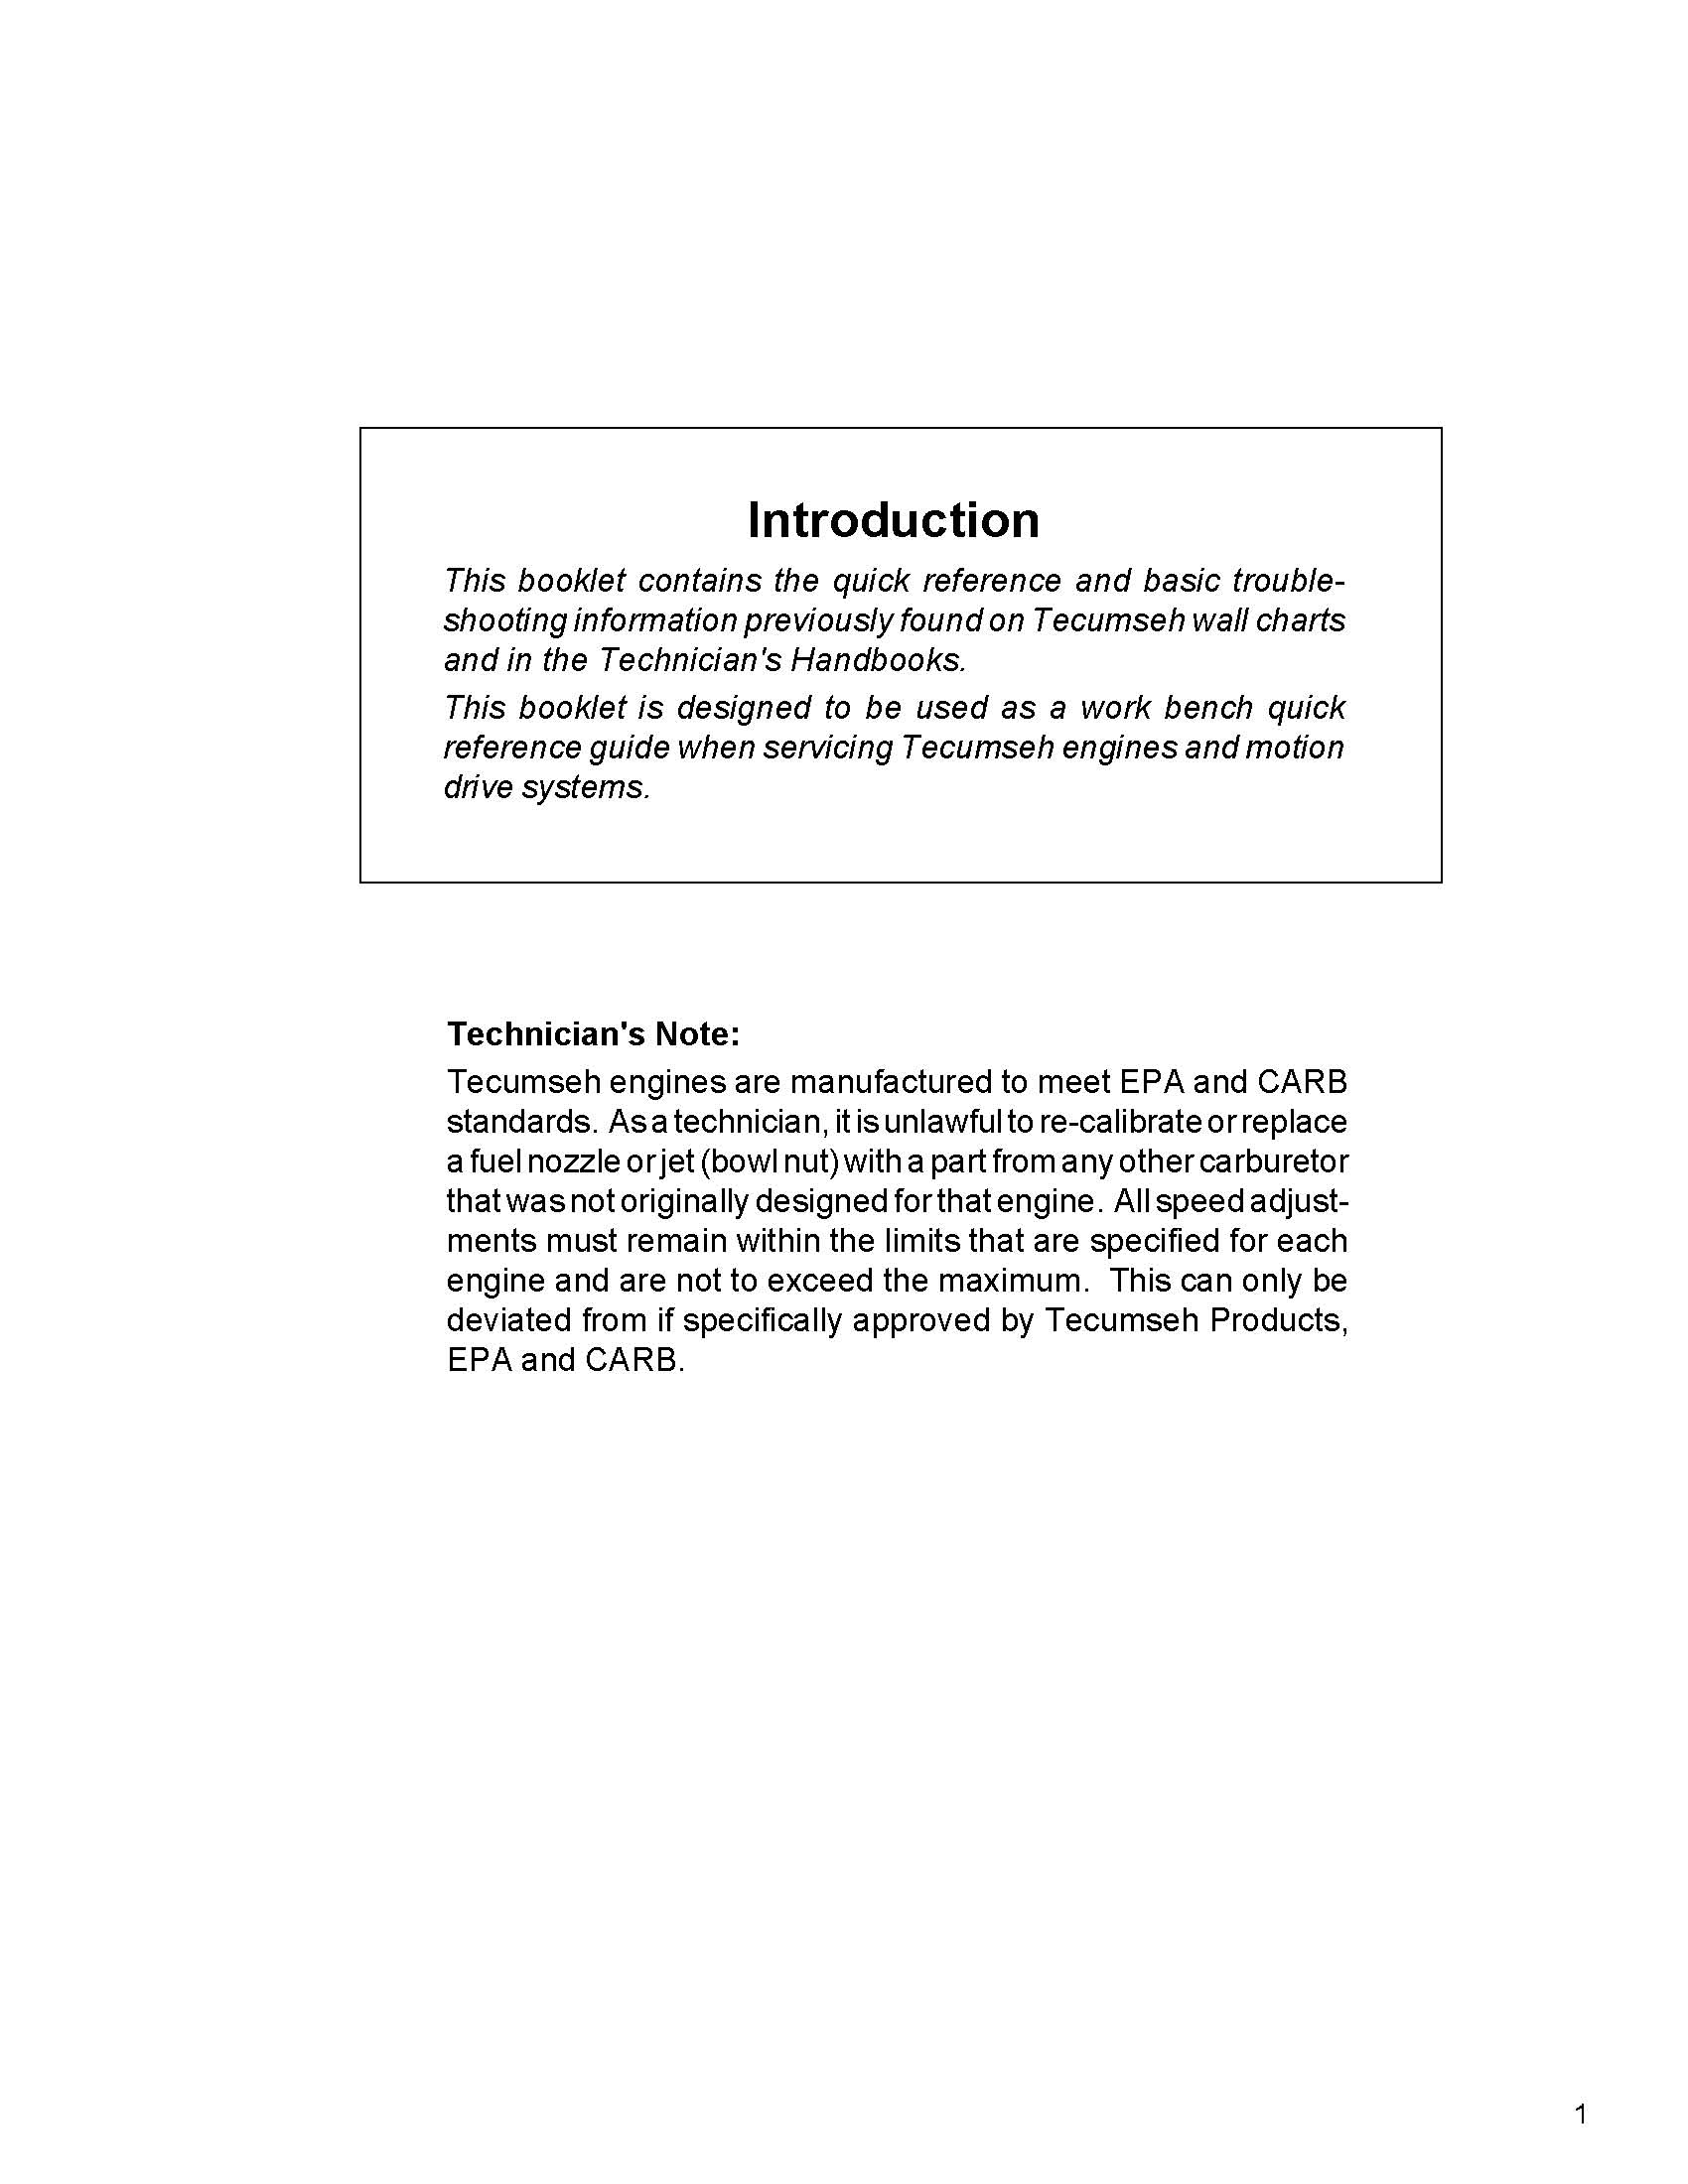 Introduction
This booklet contains the quick reference and basic trouble-
shooting information previously found on Tecumseh wall charts
and in the Technician's Handbooks.
This booklet is designed to be used as a work bench quick
reference guide when servicing Tecumseh engines and motion
drive systems.
Technician's Note:
Tecumseh engines are manufactured to meet EPA and CARB
standards.  As a technician, it is unlawful to re-calibrate or replace
a fuel nozzle or jet (bowl nut) with a part from any other carburetor
that was not originally designed for that engine.  All speed adjust-
ments must remain within the limits that are specified for each
engine and are not to exceed the maximum.  This can only be
deviated from if specifically approved by Tecumseh Products,
EPA and CARB.
1